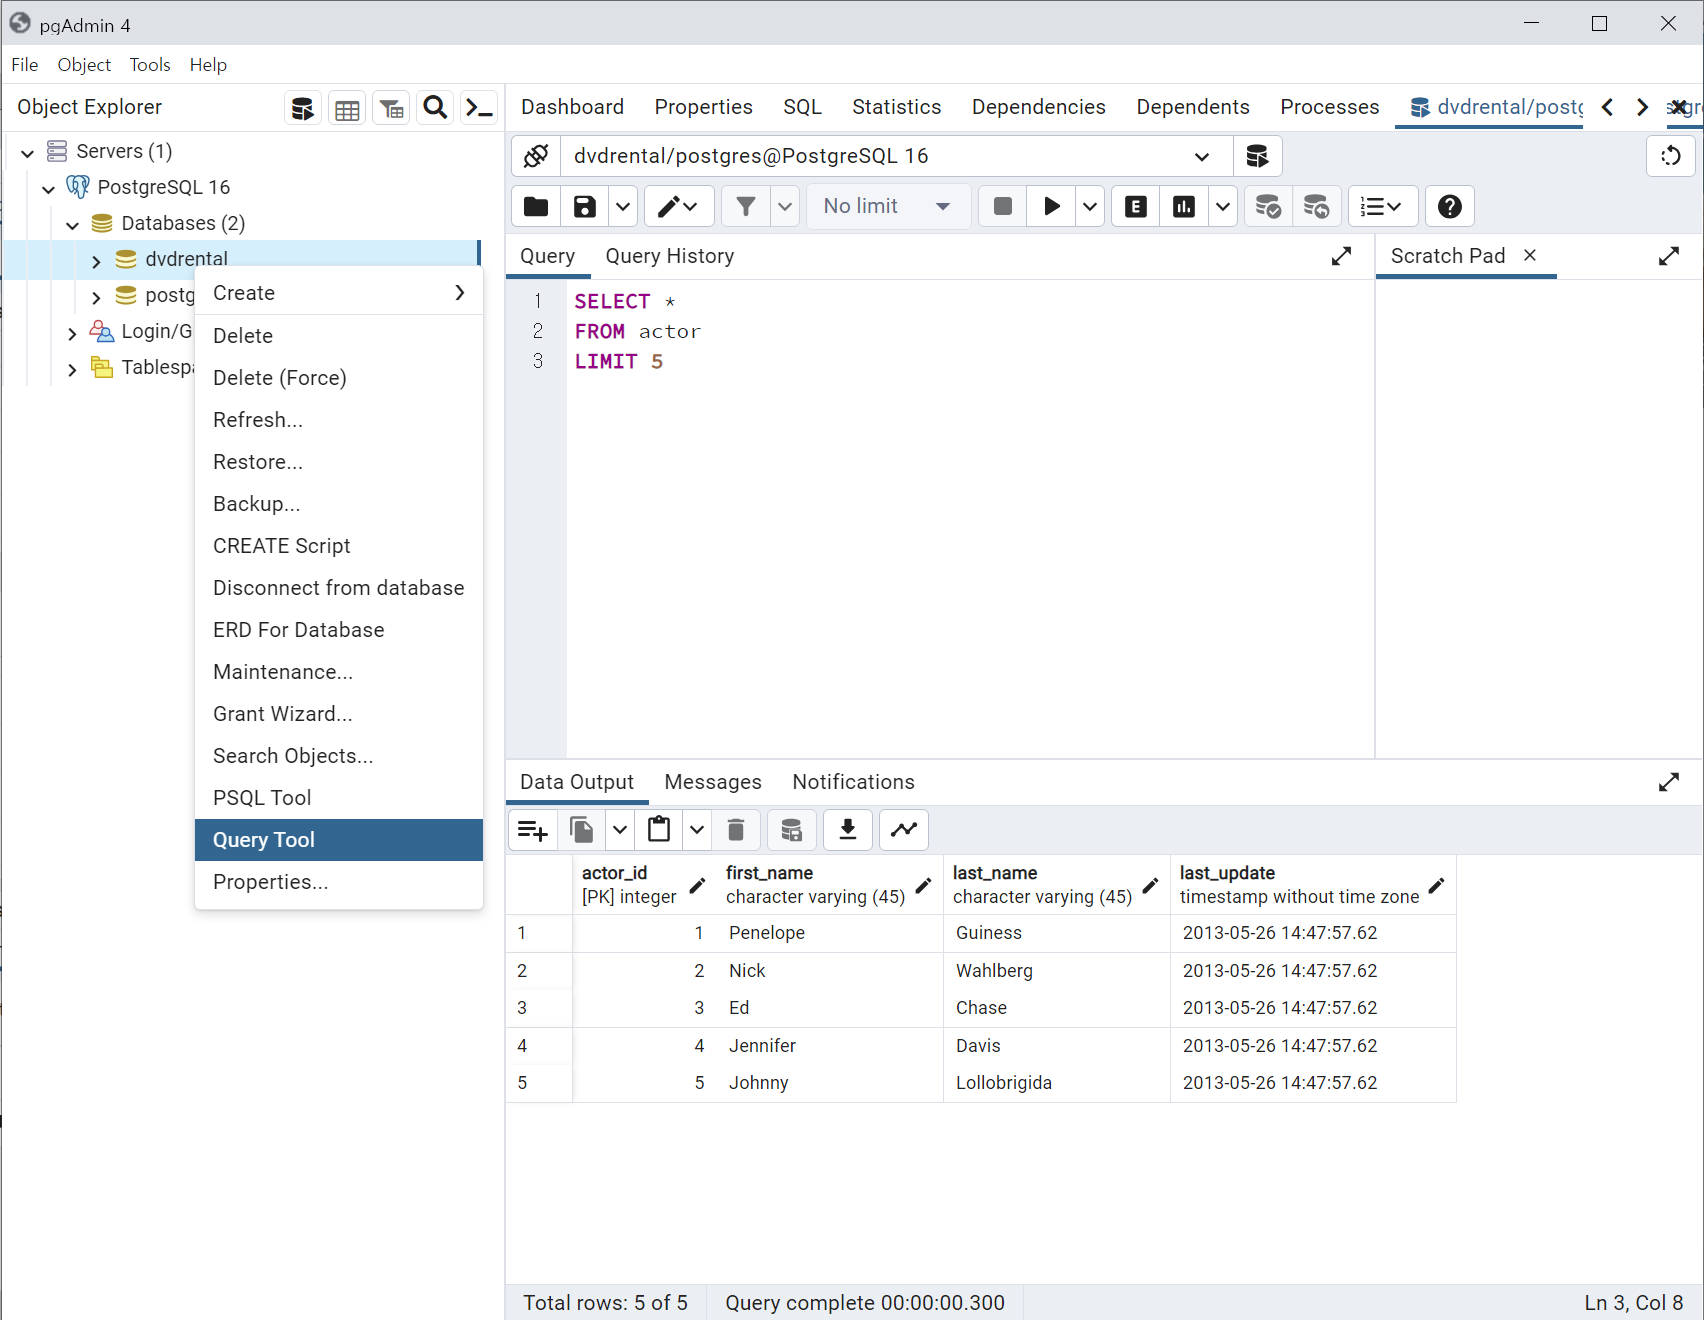 pgAdmin 4
File Object Tools Help
Object Explorer
Dashboard Properties SQL Statistics Dependencies Dependents Processes dvdrental/postg
Servers (1)
PostgreSQL 16
Databases (2)
dvdrental
postg
Login/G
Tablespa
Create
Delete
Delete (Force)
Refresh...
Restore...
Backup...
CREATE Script
Disconnect from database
ERD For Database
Maintenance...
Grant Wizard...
Search Objects...
PSQL Tool
Query Tool
Properties...
dvdrental/postgres@PostgreSQL 16
No limit
E
Query Query History
Scratch Pad
1 SELECT *
2 FROM actor
3 LIMIT 5
Data Output Messages Notifications
actor_id first_name last_name last_update
[PK] integer character varying (45) character varying (45) timestamp without time zone
1 1 Penelope Guiness 2013-05-26 14:47:57.62
2 2 Nick Wahlberg 2013-05-26 14:47:57.62
3 3 Ed Chase 2013-05-26 14:47:57.62
4 4 Jennifer Davis 2013-05-26 14:47:57.62
5 5 Johnny Lollobrigida 2013-05-26 14:47:57.62
Total rows: 5 of 5 Query complete 00:00:00.300 Ln 3, Col 8